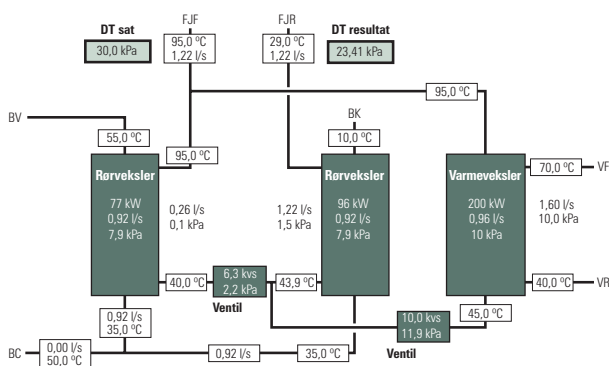 DT sat
30,0 kPa
FJF
95,0 ºC
1,22 l/s
FJR
29,0 ºC
1,22 l/s
DT resultat
23,41 kPa
95,0 ºC
BV
55,0 ºC
95,0 ºC
BK
10,0 ºC
Rørveksler
77 kW
0,92 l/s
7,9 kPa
0,26 l/s
0,1 kPa
1,22 l/s
1,5 kPa
Rørveksler
96 kW
0,92 l/s
7,9 kPa
Varmeveksler
200 kW
0,96 l/s
10 kPa
70,0 ºC
VF
1,60 l/s
10,0 kPa
40,0 ºC
6,3 kvs
2,2 kPa
Ventil
43,9 ºC
40,0 ºC
VR
0,92 l/s
35,0 ºC
45,0 ºC
10,0 kvs
11,9 kPa
Ventil
BC
0,00 l/s
50,0 ºC
0,92 l/s
35,0 ºC